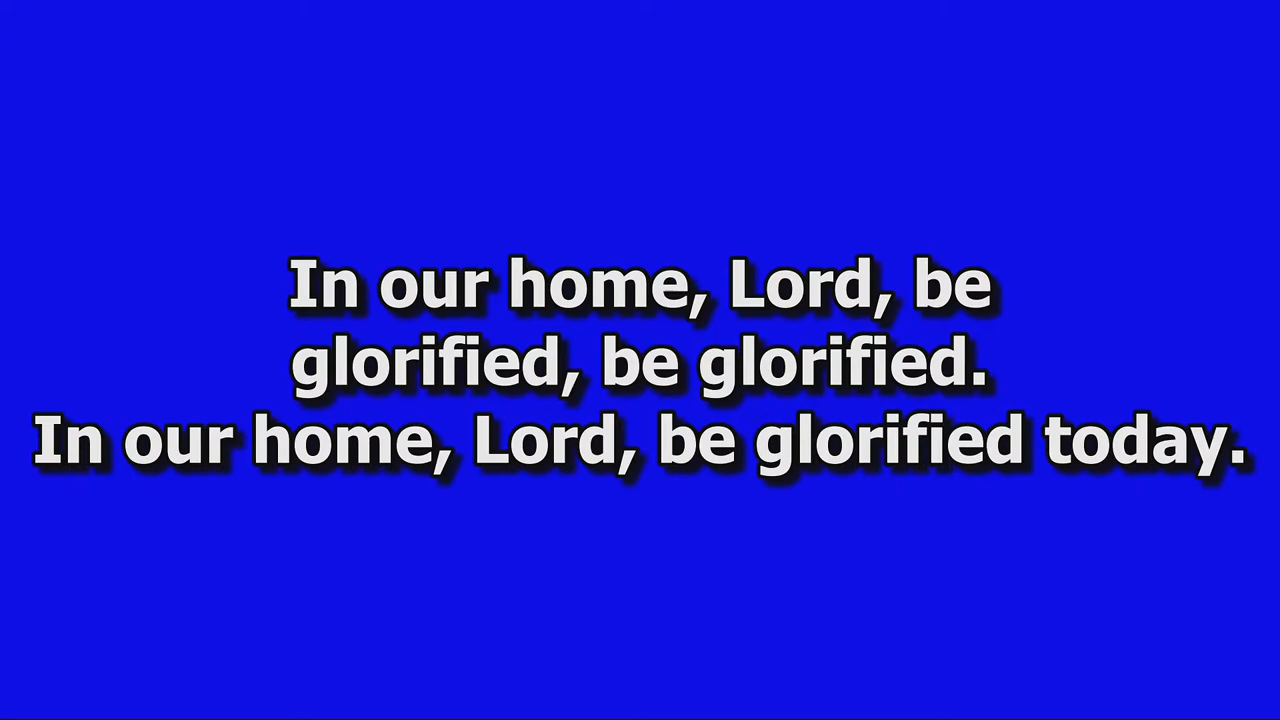 In our home, Lord, be
glorified, be glorified.
In our home, Lord, be glorified today.